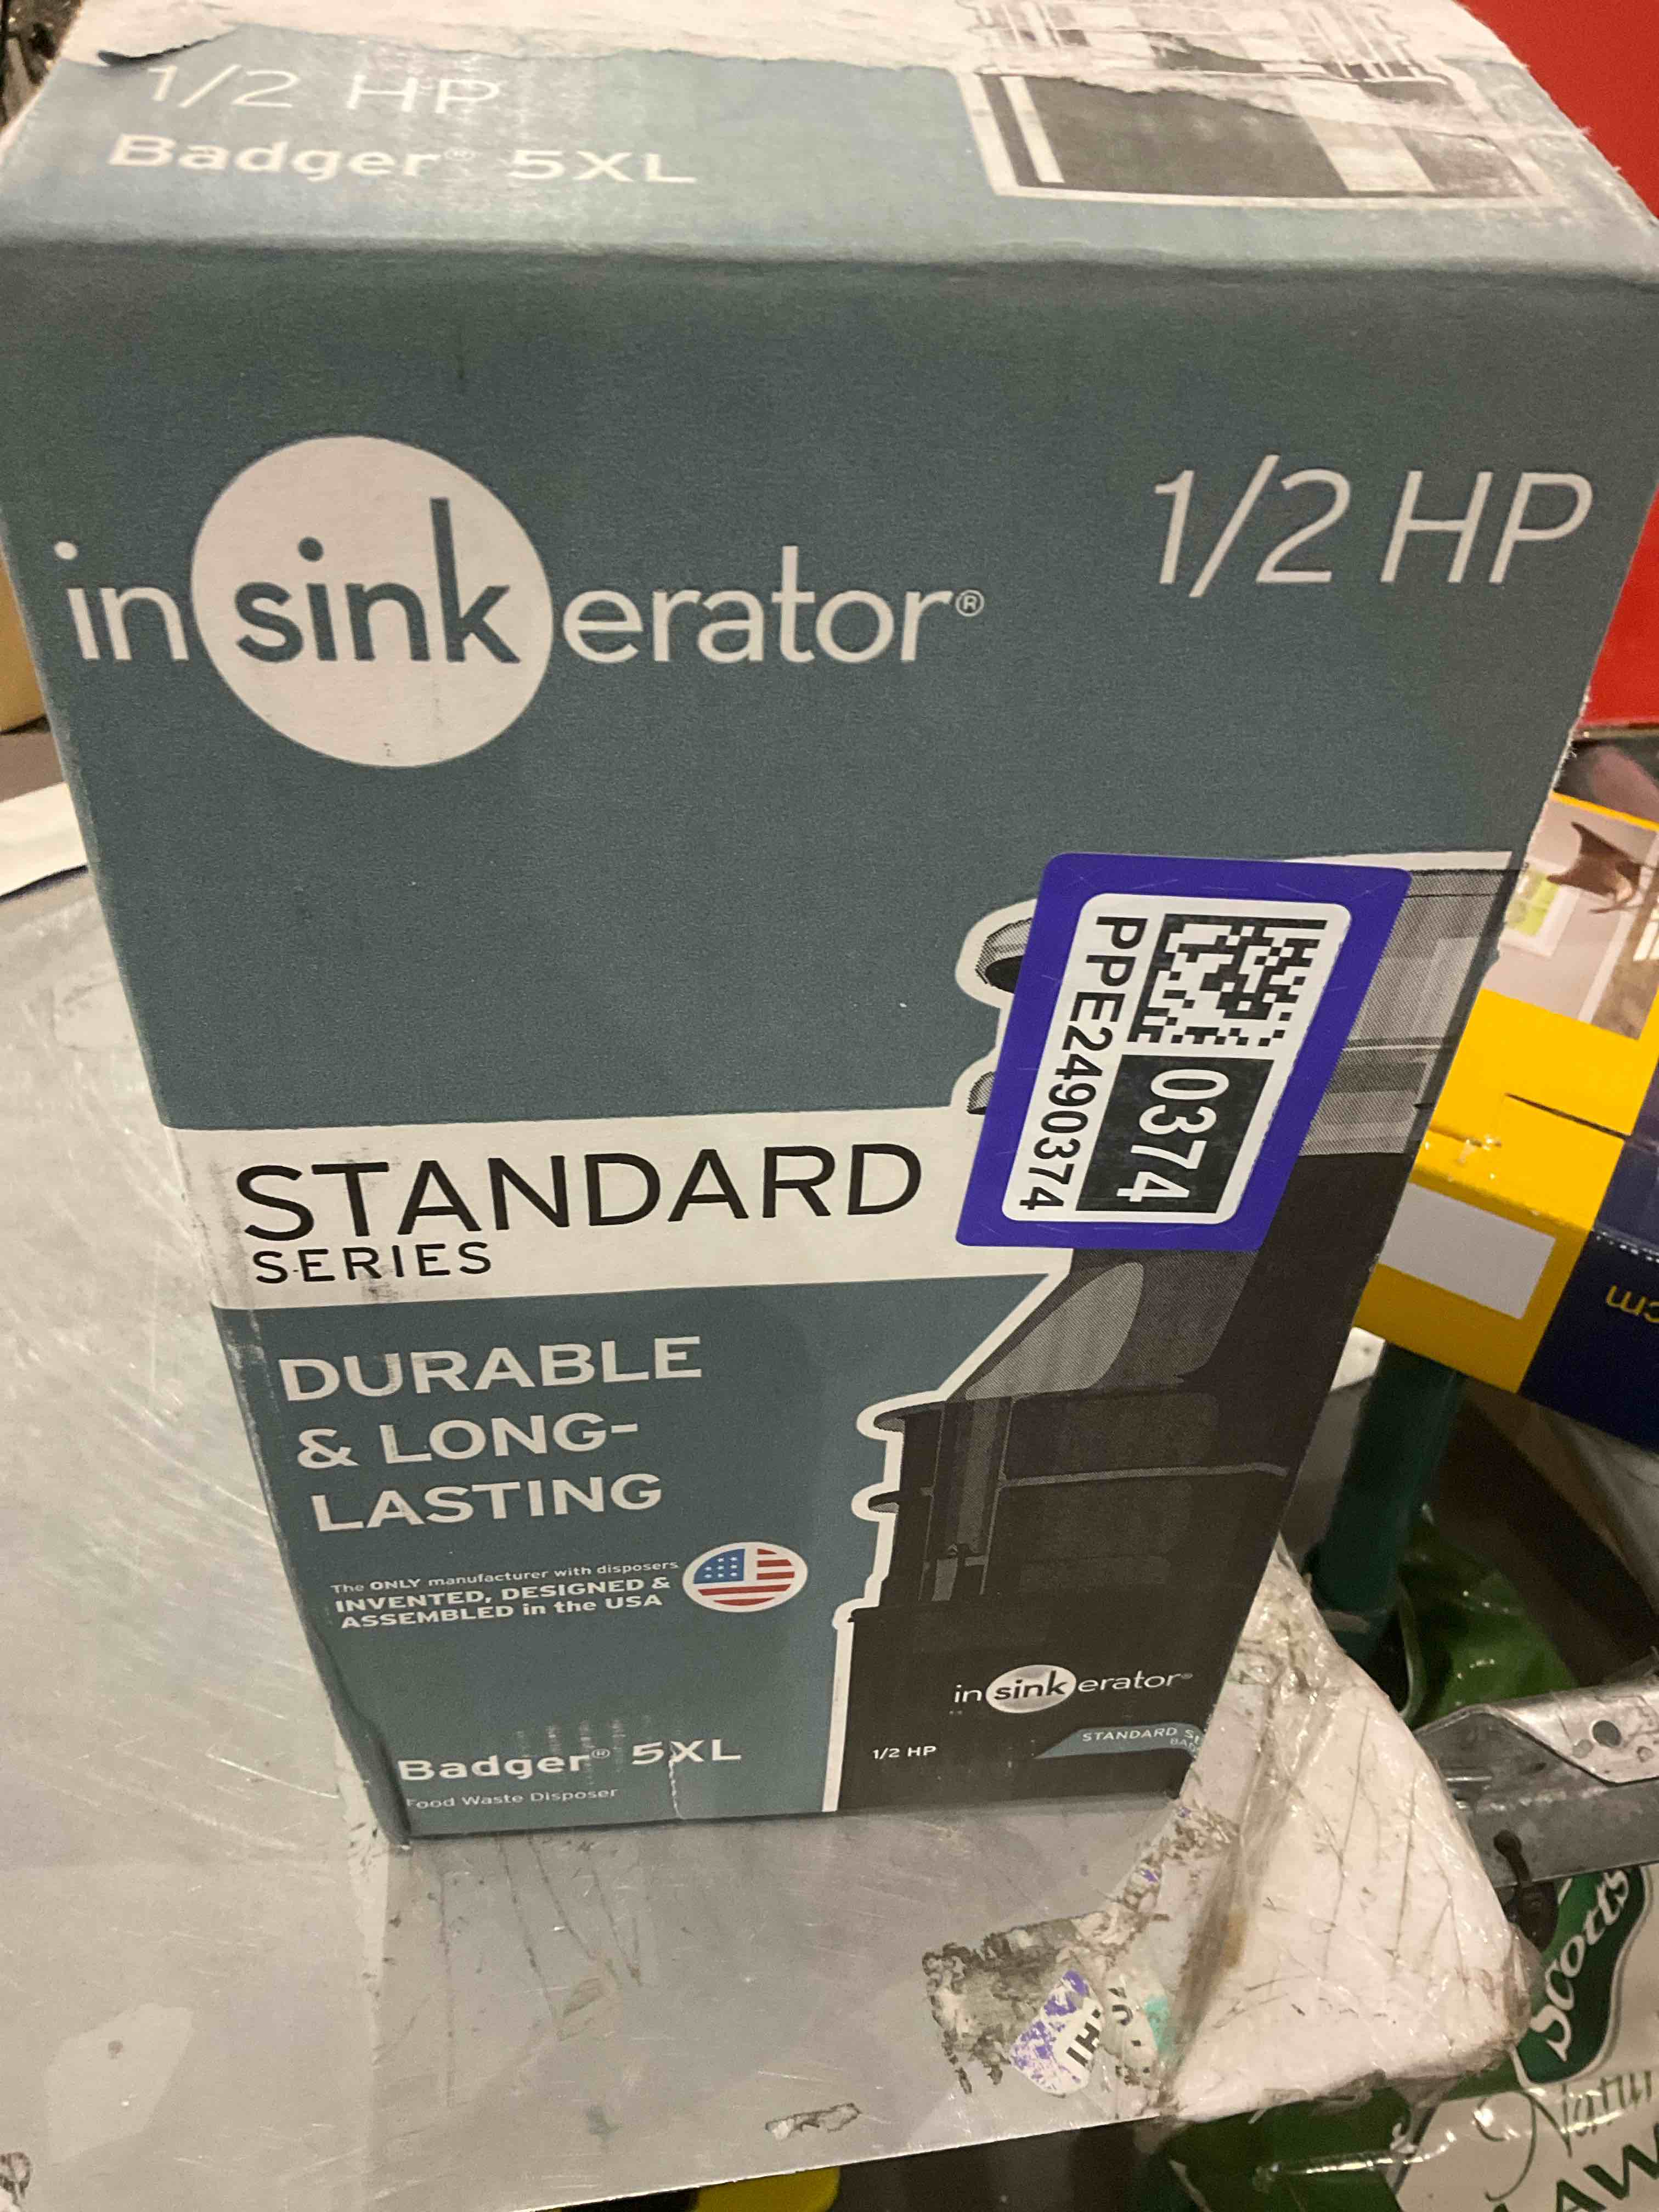 1/2 HP
Badger® 5XL
insinkerator®
1/2 HP
PPE2490374
0374
STANDARD
SERIES
DURABLE
& LONG-
LASTING
The ONLY manufacturer with disposers
INVENTED, DESIGNED &
ASSEMBLED in the USA
insinkerator®
1/2 HP
STANDARD
Badger® 5XL
Food Waste Disposer
cm
Scotts